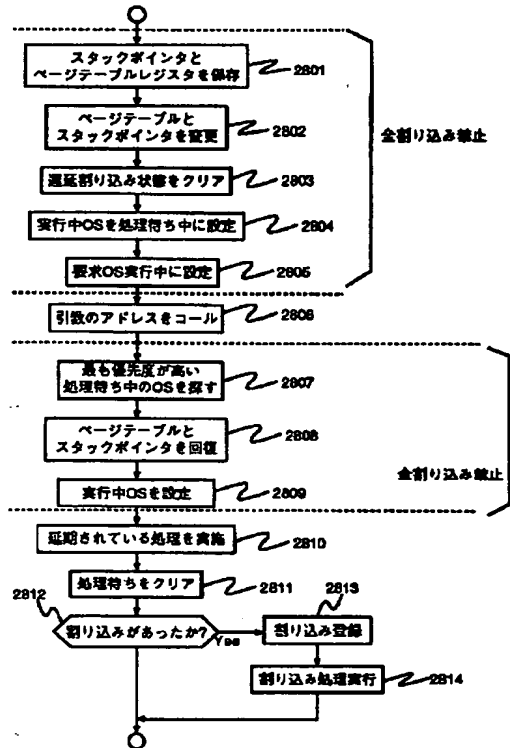 スタックポインタと
ページテーブルレジスタを保存
2801
ページテーブルと
スタックポインタを変更
2802
全割り込み禁止
遅延割り込み状態をクリア
2803
実行中OSを処理待ち中に設定
2804
要求OS実行中に設定
2805
引数のアドレスをコール
2806
最も優先度が高い
処理待ち中のOSを探す
2807
ページテーブルと
スタックポインタを回復
2808
全割り込み禁止
実行中OSを設定
2809
延期されている処理を実施
2810
処理待ちをクリア
2811
2812
割り込みがあったか?
Yes
2813
割り込み登録
割り込み処理実行
2814